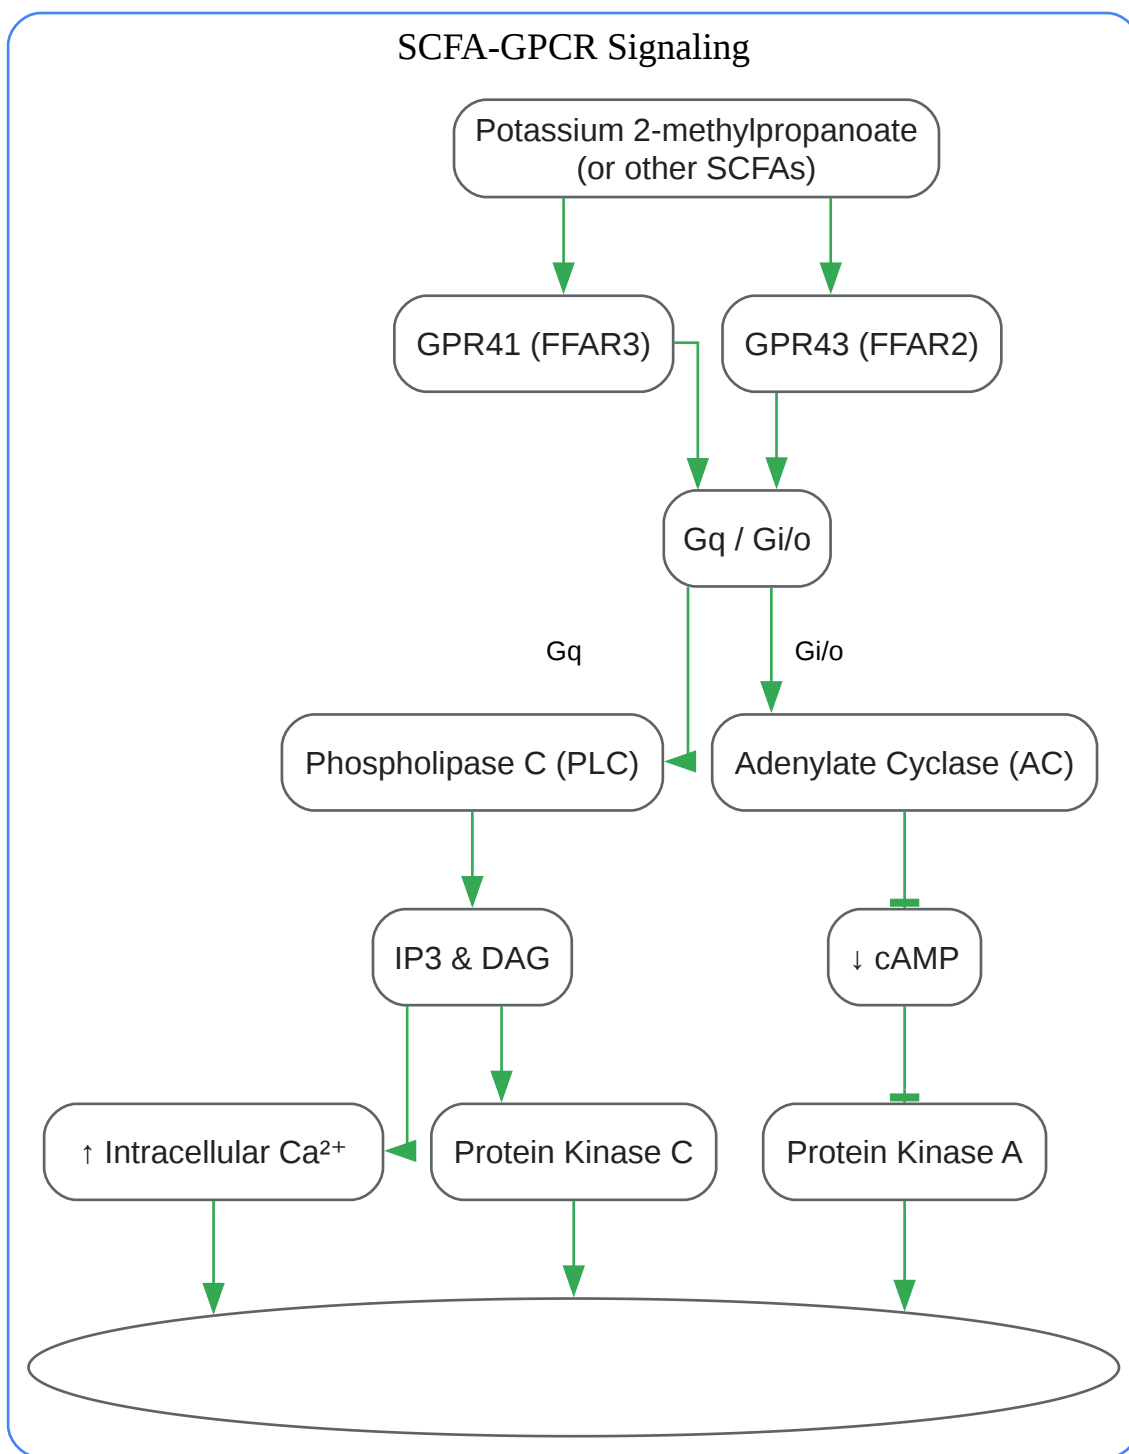 SCFA-GPCR Signaling
Potassium 2-methylpropanoate
(or other SCFAs)
GPR41 (FFAR3)
GPR43 (FFAR2)
Gq / Gi/o
Gq
Gi/o
Phospholipase C (PLC)
Adenylate Cyclase (AC)
IP3 & DAG
↓ cAMP
↑ Intracellular Ca²⁺
Protein Kinase C
Protein Kinase A